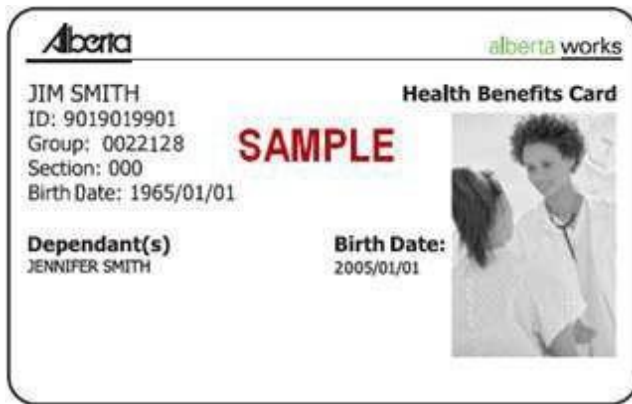 Alberta
alberta works
JIM SMITH
Health Benefits Card
ID: 9019019901
Group: 0022128
SAMPLE
Section: 000
Birth Date: 1965/01/01
Dependant(s)
Birth Date:
JENNIFER SMITH
2005/01/01